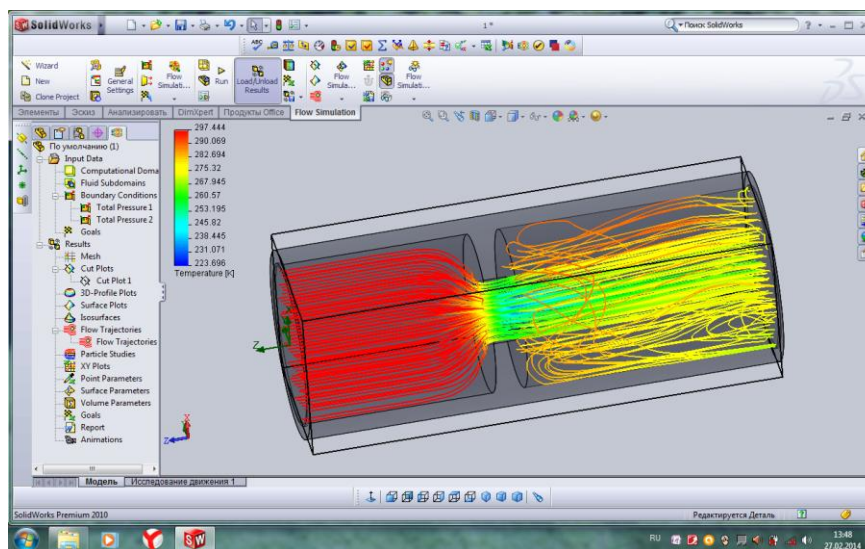 SolidWorks
1 *
Поиск SolidWorks
Wizard
New
Clone Project
General Settings
Flow Simulati...
Run
Load/Unload Results
Flow Simula...
Flow Simulati...
Элементы
Эскиз
Анализировать
DimXpert
Продукты Office
Flow Simulation
По умолчанию (1)
Input Data
Computational Doma
Fluid Subdomains
Boundary Conditions
Total Pressure 1
Total Pressure 2
Goals
Results
Mesh
Cut Plots
Cut Plot 1
3D-Profile Plots
Surface Plots
Isosurfaces
Flow Trajectories
Flow Trajectories
Particle Studies
XY Plots
Point Parameters
Surface Parameters
Volume Parameters
Goals
Report
Animations
297.444
290.069
282.694
275.32
267.945
260.57
253.195
245.82
238.445
231.071
223.696
Temperature [K]
Z
X
Z
Модель
Исследование движения 1
SolidWorks Premium 2010
Редактируется Деталь
RU
13:48
27.02.2014